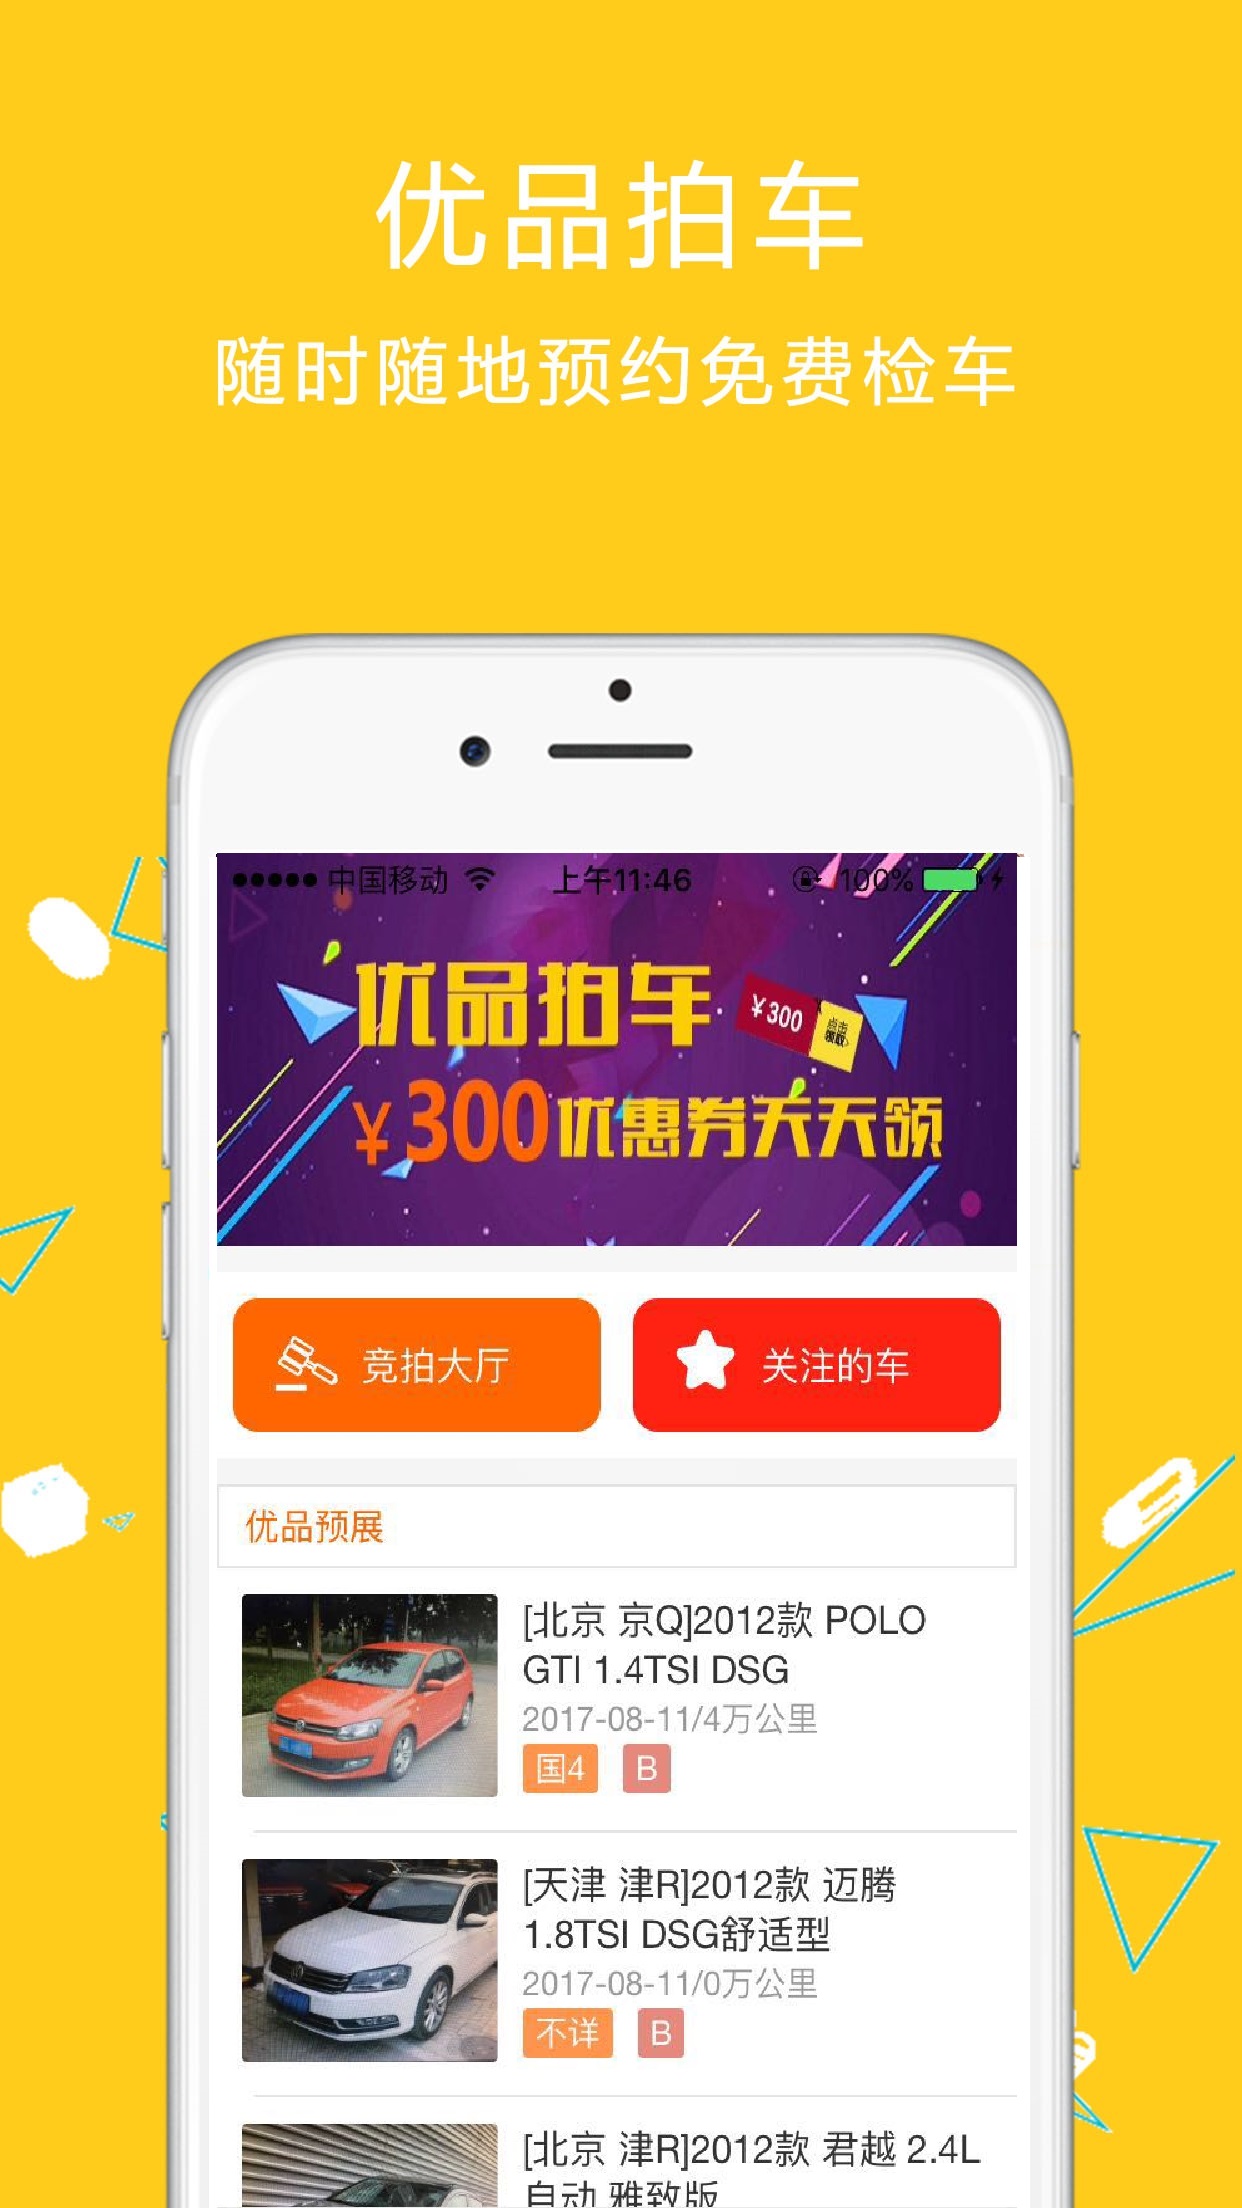 优品拍车
随时随地预约免费检车
中国移动 上午11:46 100%
优品拍车
¥300 点击领取
¥300优惠券天天领
竞拍大厅 关注的车
优品预展
[北京 京Q]2012款 POLO
GTI 1.4TSI DSG
2017-08-11/4万公里
国4 B
[天津 津R]2012款 迈腾
1.8TSI DSG舒适型
2017-08-11/0万公里
不详 B
[北京 津R]2012款 君越 2.4L
自动 雅致版